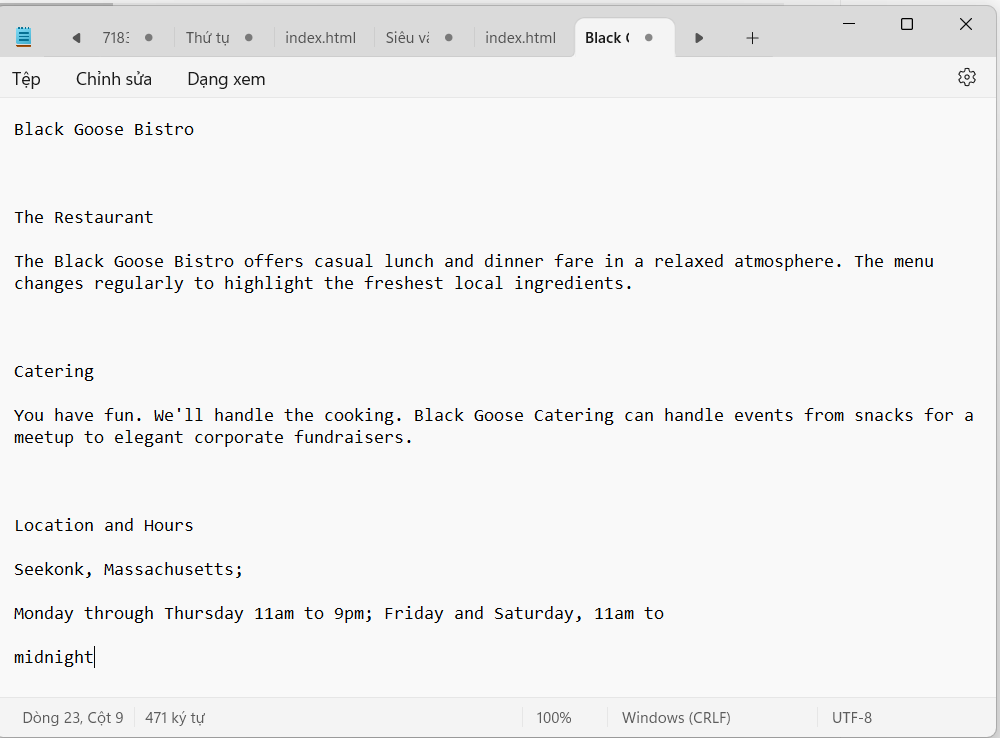 7183 Thứ tự index.html Siêu vă index.html Black G
Tệp Chỉnh sửa Dạng xem
Black Goose Bistro
The Restaurant
The Black Goose Bistro offers casual lunch and dinner fare in a relaxed atmosphere. The menu
changes regularly to highlight the freshest local ingredients.
Catering
You have fun. We'll handle the cooking. Black Goose Catering can handle events from snacks for a
meetup to elegant corporate fundraisers.
Location and Hours
Seekonk, Massachusetts;
Monday through Thursday 11am to 9pm; Friday and Saturday, 11am to
midnight
Dòng 23, Cột 9 471 ký tự 100% Windows (CRLF) UTF-8